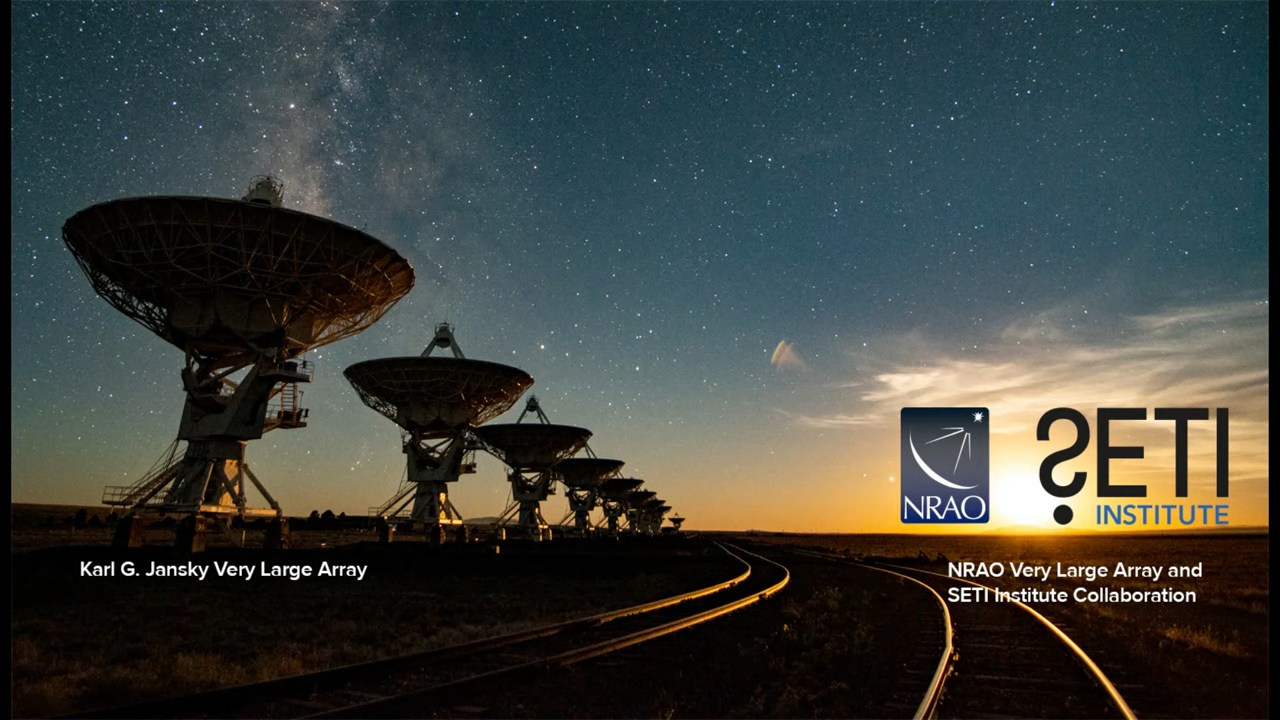 NRAO
SETI
INSTITUTE
Karl G. Jansky Very Large Array
NRAO Very Large Array and
SETI Institute Collaboration